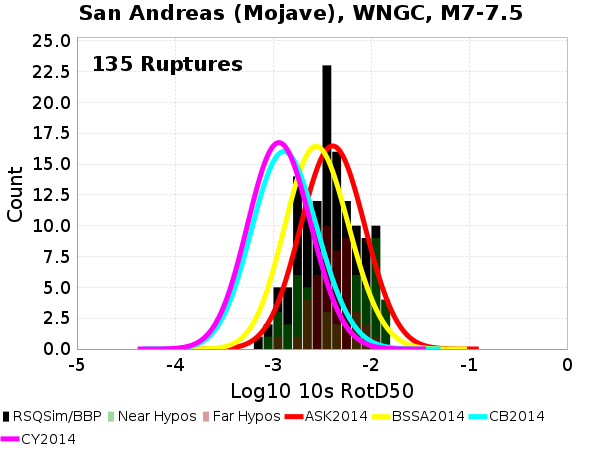 San Andreas (Mojave), WNGC, M7-7.5
135 Ruptures
Count
25.0
22.5
20.0
17.5
15.0
12.5
10.0
7.5
5.0
2.5
0.0
-5 -4 -3 -2 -1 0
Log10 10s RotD50
RSQSim/BBP Near Hypos Far Hypos ASK2014 BSSA2014 CB2014
CY2014